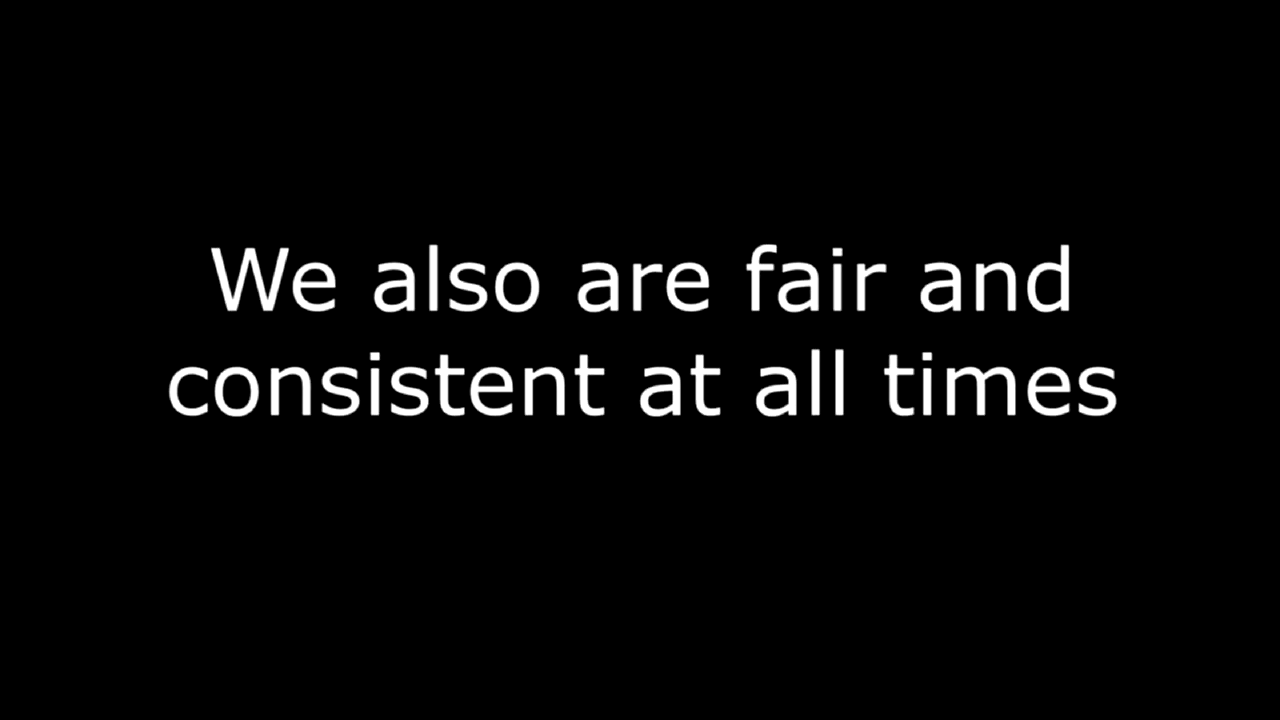 We also are fair and
consistent at all times